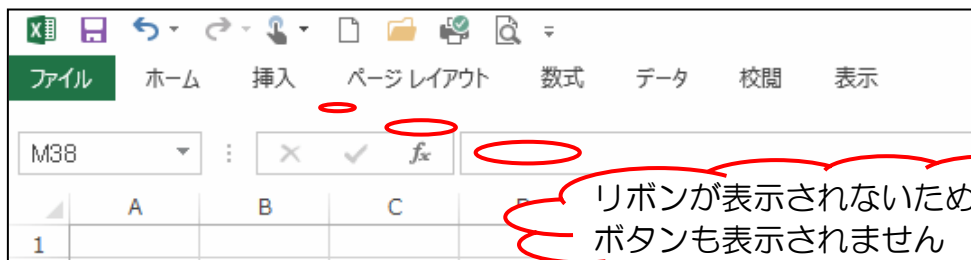 ファイル ホーム 挿入 ページ レイアウト 数式 データ 校閲 表示
M38 fx
A B C
リボンが表示されないため
ボタンも表示されません
1